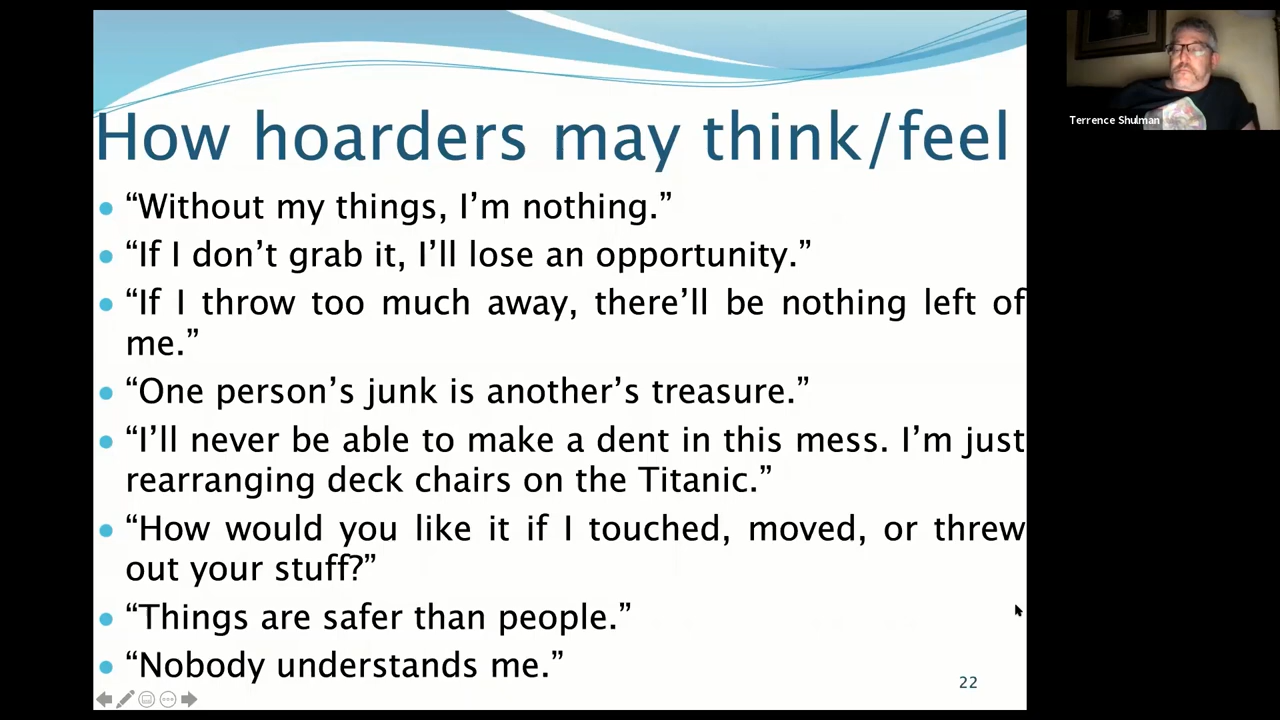 How hoarders may think/feel
• “Without my things, I’m nothing.”
• “If I don’t grab it, I’ll lose an opportunity.”
• “If I throw too much away, there’ll be nothing left of
me.”
• “One person’s junk is another’s treasure.”
• “I’ll never be able to make a dent in this mess. I’m just
rearranging deck chairs on the Titanic.”
• “How would you like it if I touched, moved, or threw
out your stuff?”
• “Things are safer than people.”
• “Nobody understands me.”
22
Terrence Shulman